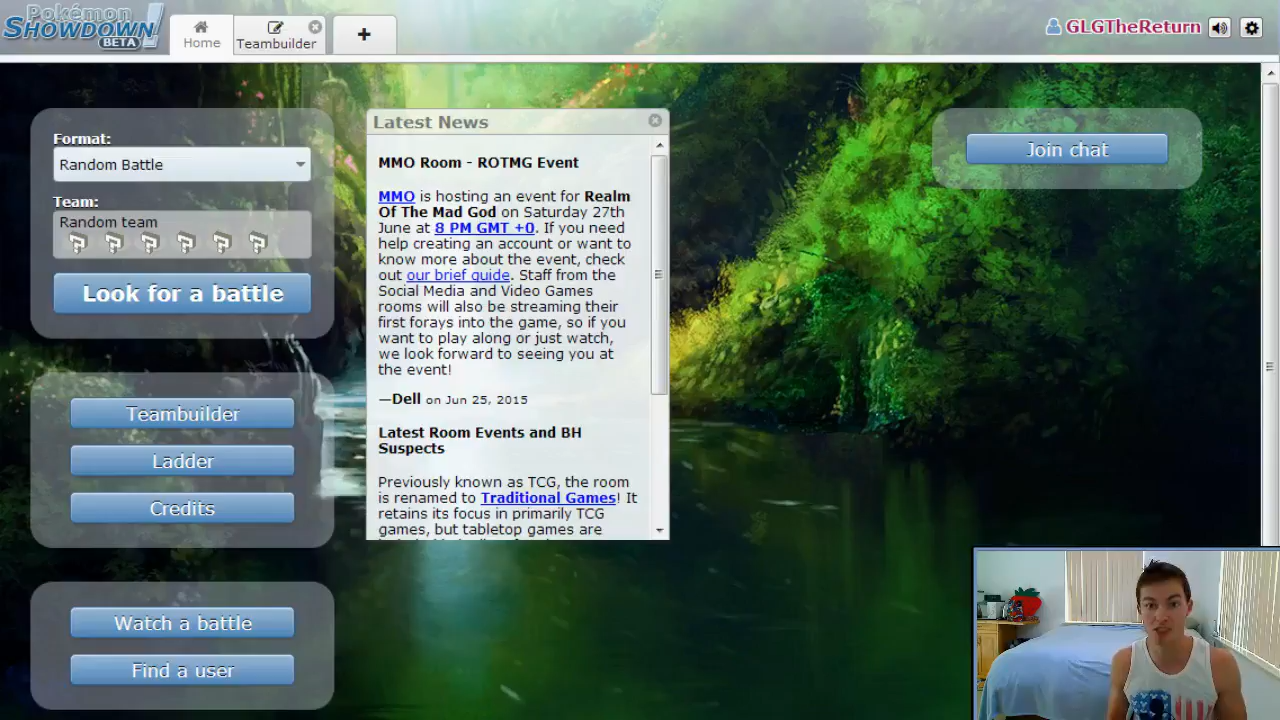 Pokémon
SHOWDOWN!
BETA
Home
Teambuilder
+
GLGTheReturn
Format:
Random Battle
Team:
Random team
Look for a battle
Teambuilder
Ladder
Credits
Watch a battle
Find a user
Latest News
MMO Room - ROTMG Event
MMO is hosting an event for Realm
Of The Mad God on Saturday 27th
June at 8 PM GMT +0. If you need
help creating an account or want to
know more about the event, check
out our brief guide. Staff from the
Social Media and Video Games
rooms will also be streaming their
first forays into the game, so if you
want to play along or just watch,
we look forward to seeing you at
the event!
—Dell on Jun 25, 2015
Latest Room Events and BH
Suspects
Previously known as TCG, the room
is renamed to Traditional Games! It
retains its focus in primarily TCG
games, but tabletop games are
Join chat